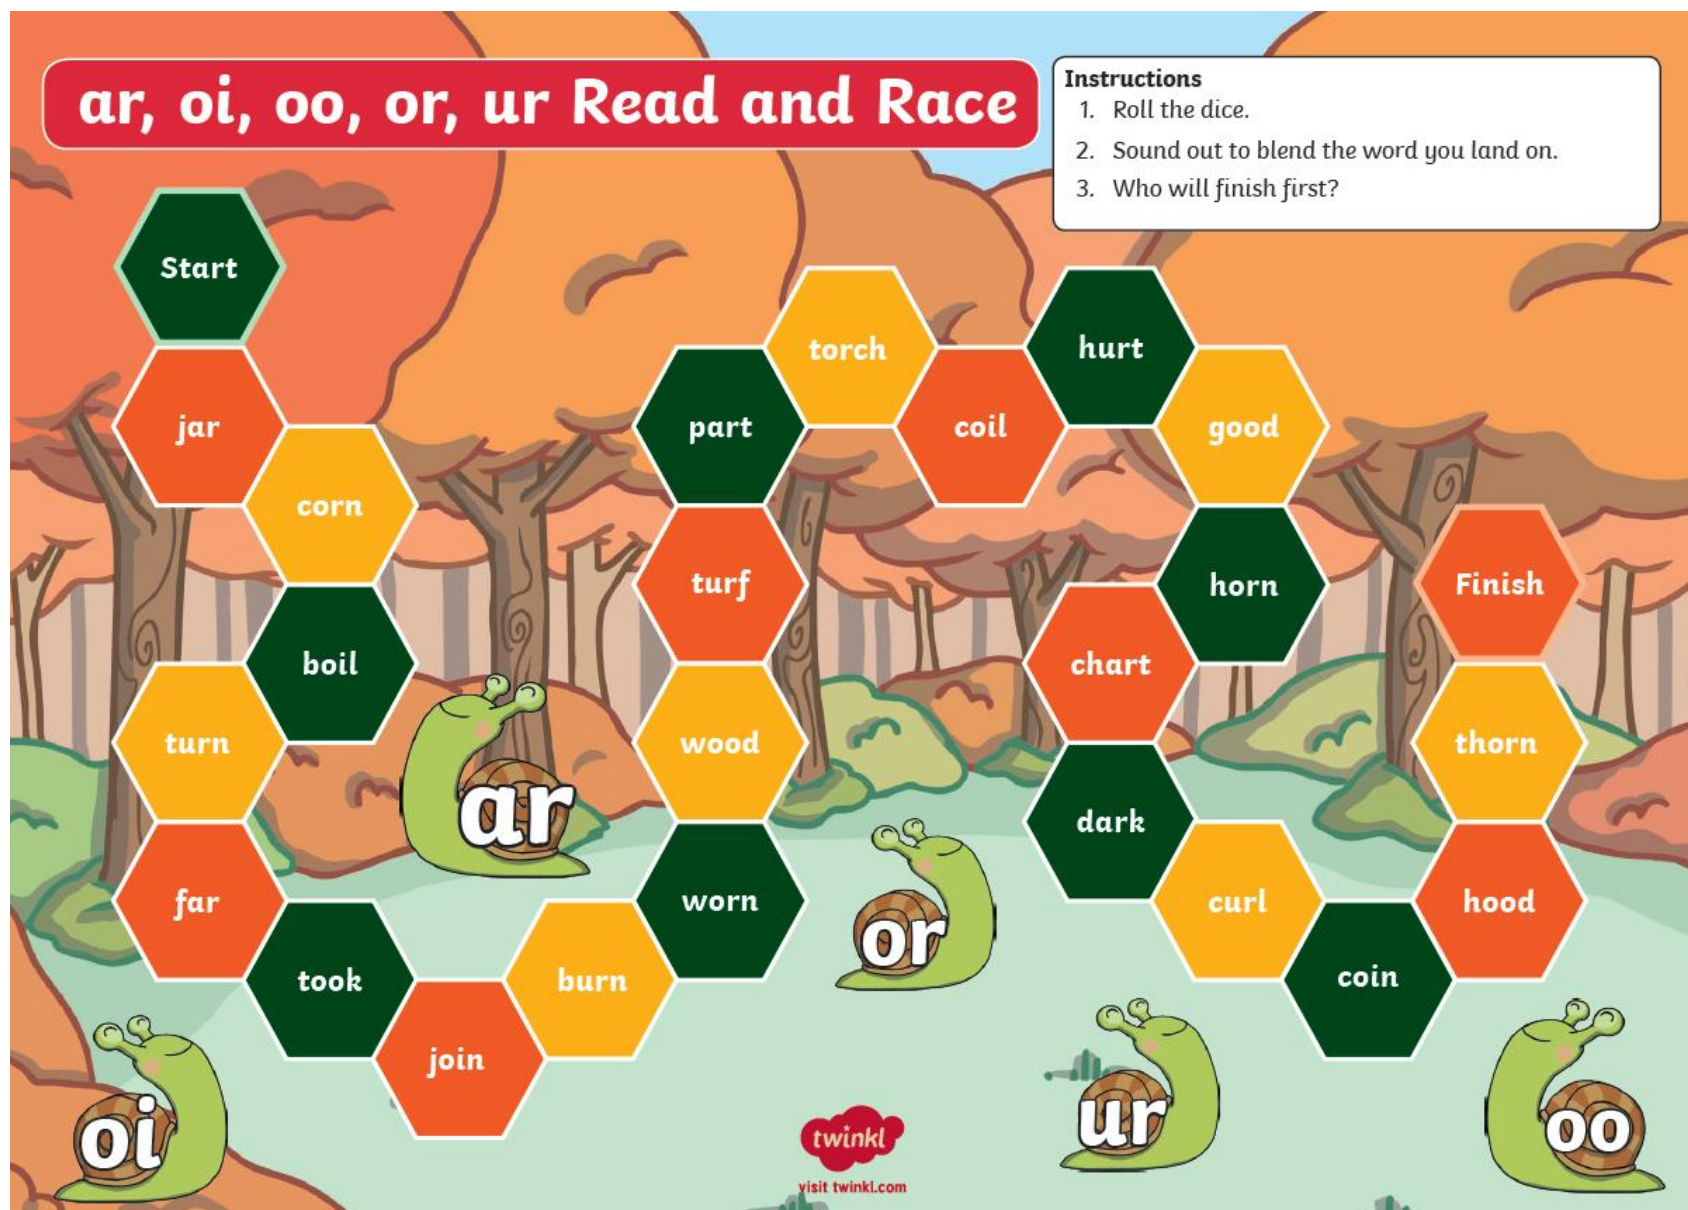 ar, oi, oo, or, ur Read and Race
Instructions
1. Roll the dice.
2. Sound out to blend the word you land on.
3. Who will finish first?
Start
jar
corn
boil
turn
far
took
join
burn
worn
wood
turf
part
torch
coil
hurt
good
horn
chart
dark
curl
coin
hood
thorn
Finish
ar
or
oi
ur
oo
twinkl
visit twinkl.com